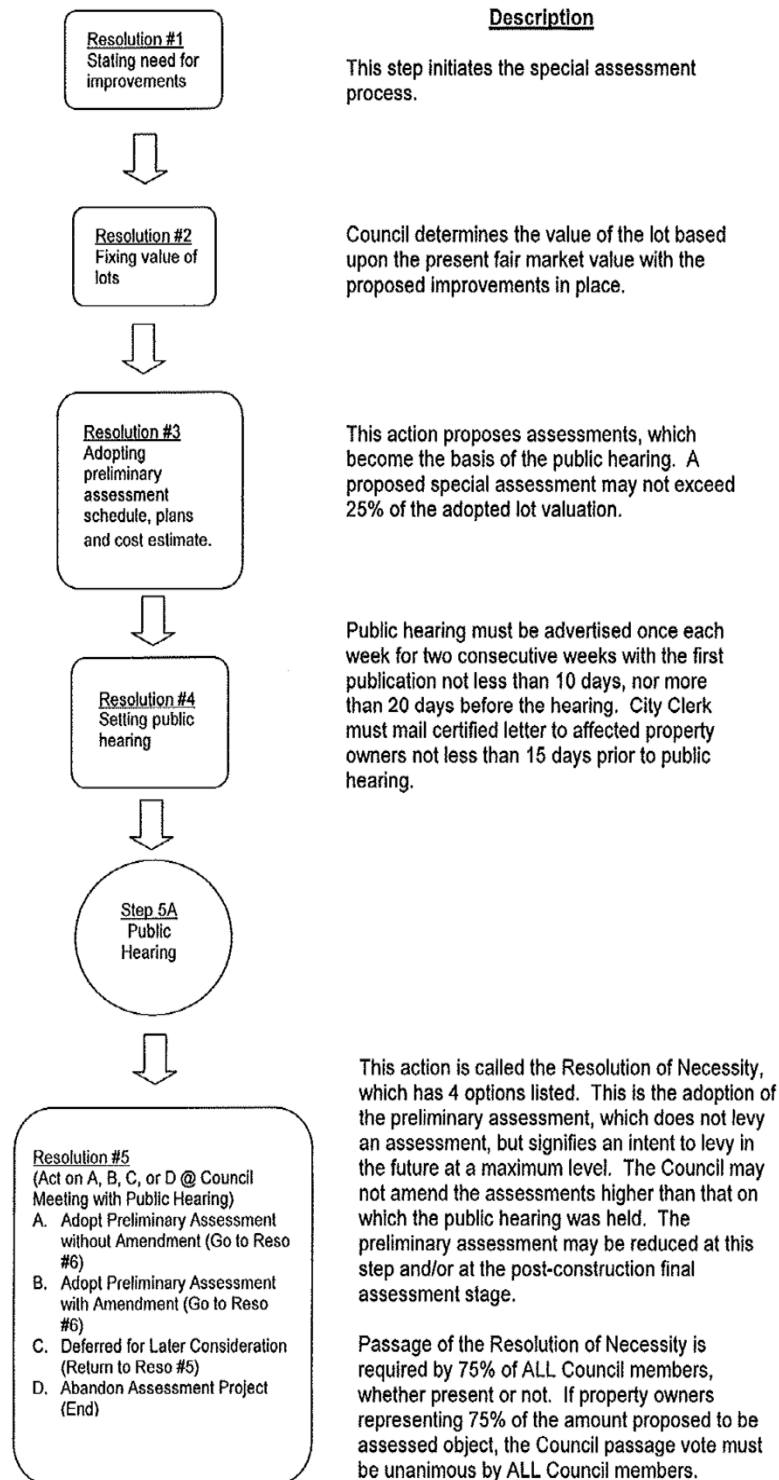 Description
Resolution #1
Stating need for
improvements
This step initiates the special assessment
process.
Resolution #2
Fixing value of
lots
Council determines the value of the lot based
upon the present fair market value with the
proposed improvements in place.
Resolution #3
Adopting
preliminary
assessment
schedule, plans
and cost estimate.
This action proposes assessments, which
become the basis of the public hearing. A
proposed special assessment may not exceed
25% of the adopted lot valuation.
Resolution #4
Setting public
hearing
Public hearing must be advertised once each
week for two consecutive weeks with the first
publication not less than 10 days, nor more
than 20 days before the hearing. City Clerk
must mail certified letter to affected property
owners not less than 15 days prior to public
hearing.
Step 5A
Public
Hearing
Resolution #5
(Act on A, B, C, or D @ Council
Meeting with Public Hearing)
A. Adopt Preliminary Assessment
without Amendment (Go to Reso
#6)
B. Adopt Preliminary Assessment
with Amendment (Go to Reso
#6)
C. Deferred for Later Consideration
(Return to Reso #5)
D. Abandon Assessment Project
(End)
This action is called the Resolution of Necessity,
which has 4 options listed. This is the adoption of
the preliminary assessment, which does not levy
an assessment, but signifies an intent to levy in
the future at a maximum level. The Council may
not amend the assessments higher than that on
which the public hearing was held. The
preliminary assessment may be reduced at this
step and/or at the post-construction final
assessment stage.
Passage of the Resolution of Necessity is
required by 75% of ALL Council members,
whether present or not. If property owners
representing 75% of the amount proposed to be
assessed object, the Council passage vote must
be unanimous by ALL Council members.